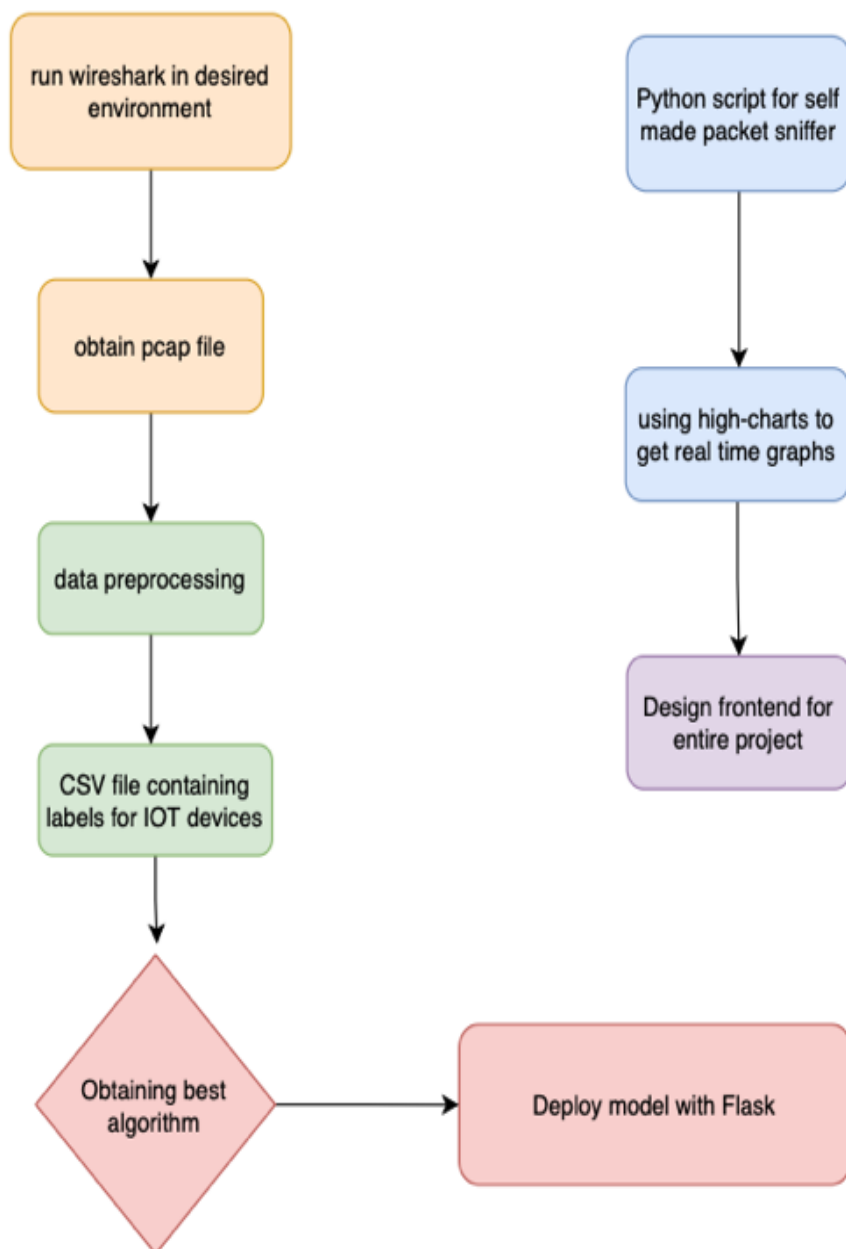 run wireshark in desired
environment
obtain pcap file
data preprocessing
CSV file containing
labels for IOT devices
Obtaining best
algorithm
Deploy model with Flask
Python script for self
made packet sniffer
using high-charts to
get real time graphs
Design frontend for
entire project